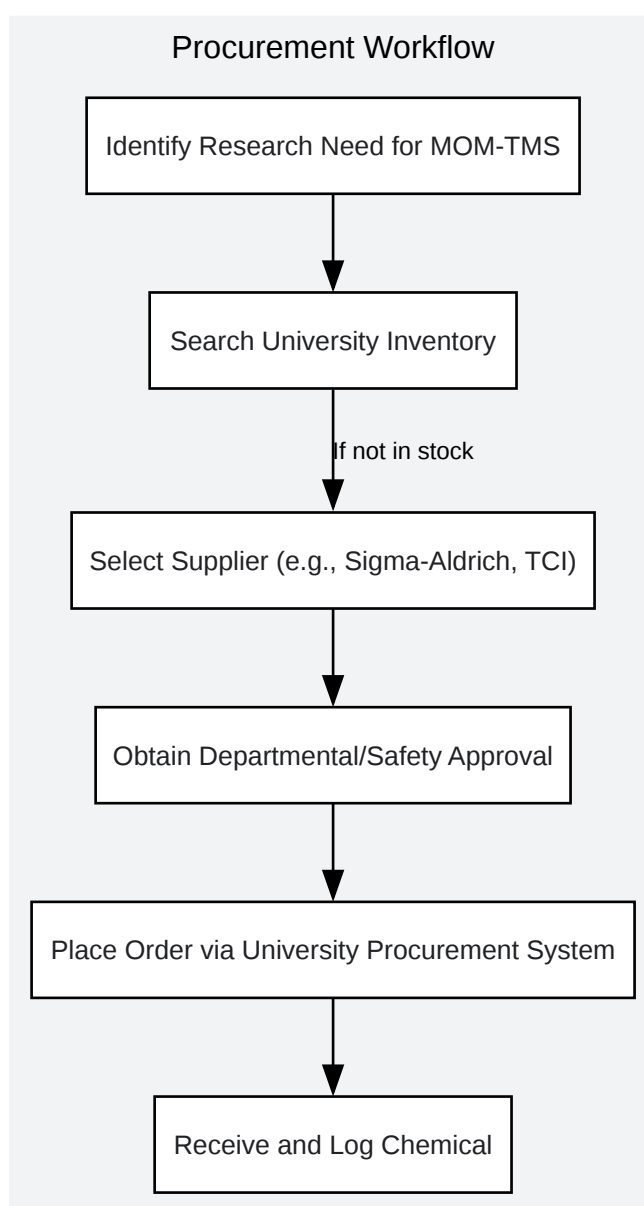 Procurement Workflow
Identify Research Need for MOM-TMS
Search University Inventory
If not in stock
Select Supplier (e.g., Sigma-Aldrich, TCI)
Obtain Departmental/Safety Approval
Place Order via University Procurement System
Receive and Log Chemical